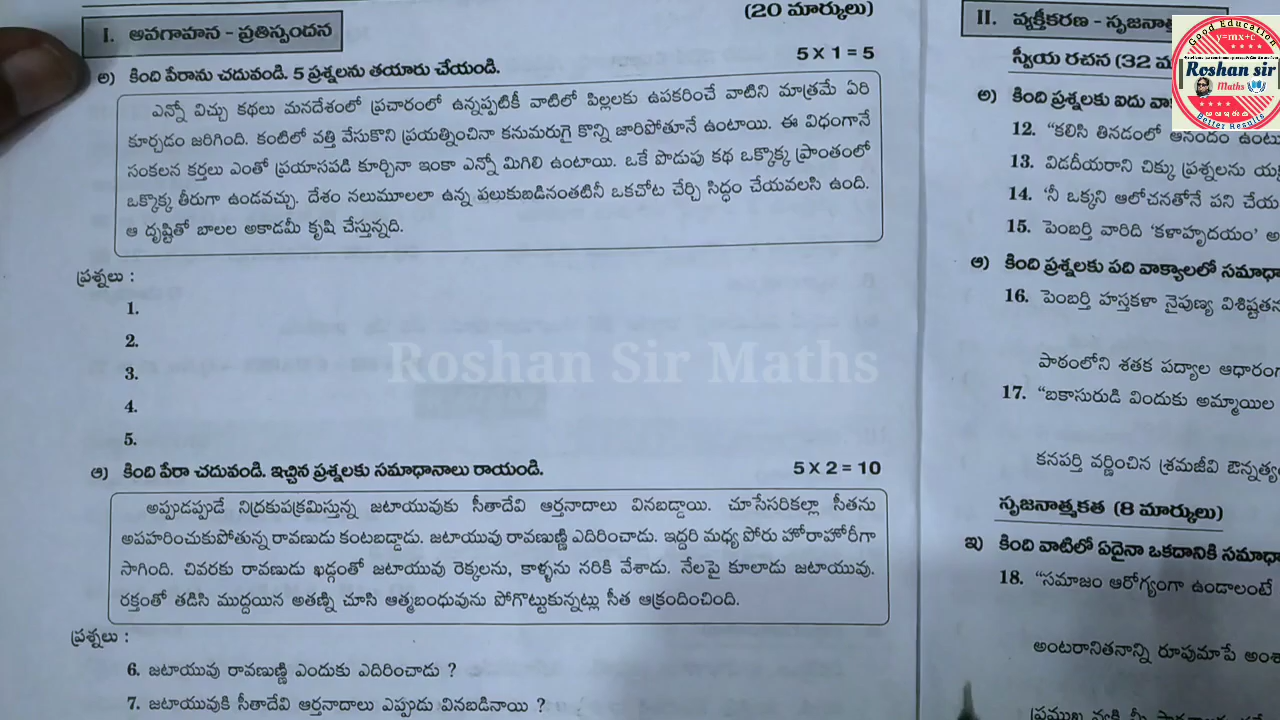 (20 మార్కులు)
I. అవగాహన - ప్రతిస్పందన
5 X 1 = 5
అ) కింది పేరాను చదువండి. 5 ప్రశ్నలను తయారు చేయండి.
ఎన్నో విచ్చు కథలు మనదేశంలో ప్రచారంలో ఉన్నప్పటికీ వాటిలో పిల్లలకు ఉపకరించే వాటిని మాత్రమే ఏరి
కూర్చడం జరిగింది. కంటిలో వత్తి వేసుకొని ప్రయత్నించినా కనుమరుగై కొన్ని జారిపోతూనే ఉంటాయి. ఈ విధంగానే
సంకలన కర్తలు ఎంతో ప్రయాసపడి కూర్చినా ఇంకా ఎన్నో మిగిలి ఉంటాయి. ఒకే పొడుపు కథ ఒక్కొక్క ప్రాంతంలో
ఒక్కొక్క తీరుగా ఉండవచ్చు. దేశం నలుమూలలా ఉన్న పలుకుబడినంతటినీ ఒకచోట చేర్చి సిద్ధం చేయవలసి ఉంది.
ఆ దృష్టితో బాలల అకాడమీ కృషి చేస్తున్నది.
ప్రశ్నలు :
1.
2.
3.
4.
5.
Roshan Sir Maths
ఆ) కింది పేరా చదువండి. ఇచ్చిన ప్రశ్నలకు సమాధానాలు రాయండి.
5 X 2 = 10
అప్పుడప్పుడే నిద్రకుపక్రమిస్తున్న జటాయువుకు సీతాదేవి ఆర్తనాదాలు వినబడ్డాయి. చూసేసరికల్లా సీతను
అపహరించుకుపోతున్న రావణుడు కంటబడ్డాడు. జటాయువు రావణుణ్ణి ఎదిరించాడు. ఇద్దరి మధ్య పోరు హోరాహోరీగా
సాగింది. చివరకు రావణుడు ఖడ్గంతో జటాయువు రెక్కలను, కాళ్ళను నరికి వేశాడు. నేలపై కూలాడు జటాయువు.
రక్తంతో తడిసి ముద్దయిన అతణ్ని చూసి ఆత్మబంధువును పోగొట్టుకున్నట్లు సీత ఆక్రందించింది.
ప్రశ్నలు :
6. జటాయువు రావణుణ్ణి ఎందుకు ఎదిరించాడు ?
7. జటాయువుకి సీతాదేవి ఆర్తనాదాలు ఎప్పుడు వినబడినాయి ?
II. వ్యక్తీకరణ -
స్వీయ రచన (32
అ) కింది ప్రశ్నలకు ఐదు
12. "కలిసి తినడంలో ఆనందం
13. విడదీయరాని చిక్కు ప్రశ్నలను
14. 'నీ ఒక్కని ఆలోచనతోనే పని
15. పెంబర్తి వారిది 'కళాహృదయం'
ఆ) కింది ప్రశ్నలకు పది వాక్యాలలో
16. పెంబర్తి హస్తకళా నైపుణ్య
పాఠంలోని శతక పద్యాల
17. "బకాసురుడి విందుకు
కనపర్తి వర్ణించిన శ్రమజీవి
సృజనాత్మకత (8 మార్కులు)
ఇ) కింది వాటిలో ఏదైనా ఒకదానికి
18. "సమాజం ఆరోగ్యంగా ఉండాలంటే
అంటరానితనాన్ని రూపుమాపే
Good Education
y=mx+c
Roshan sir
Maths
Better Results